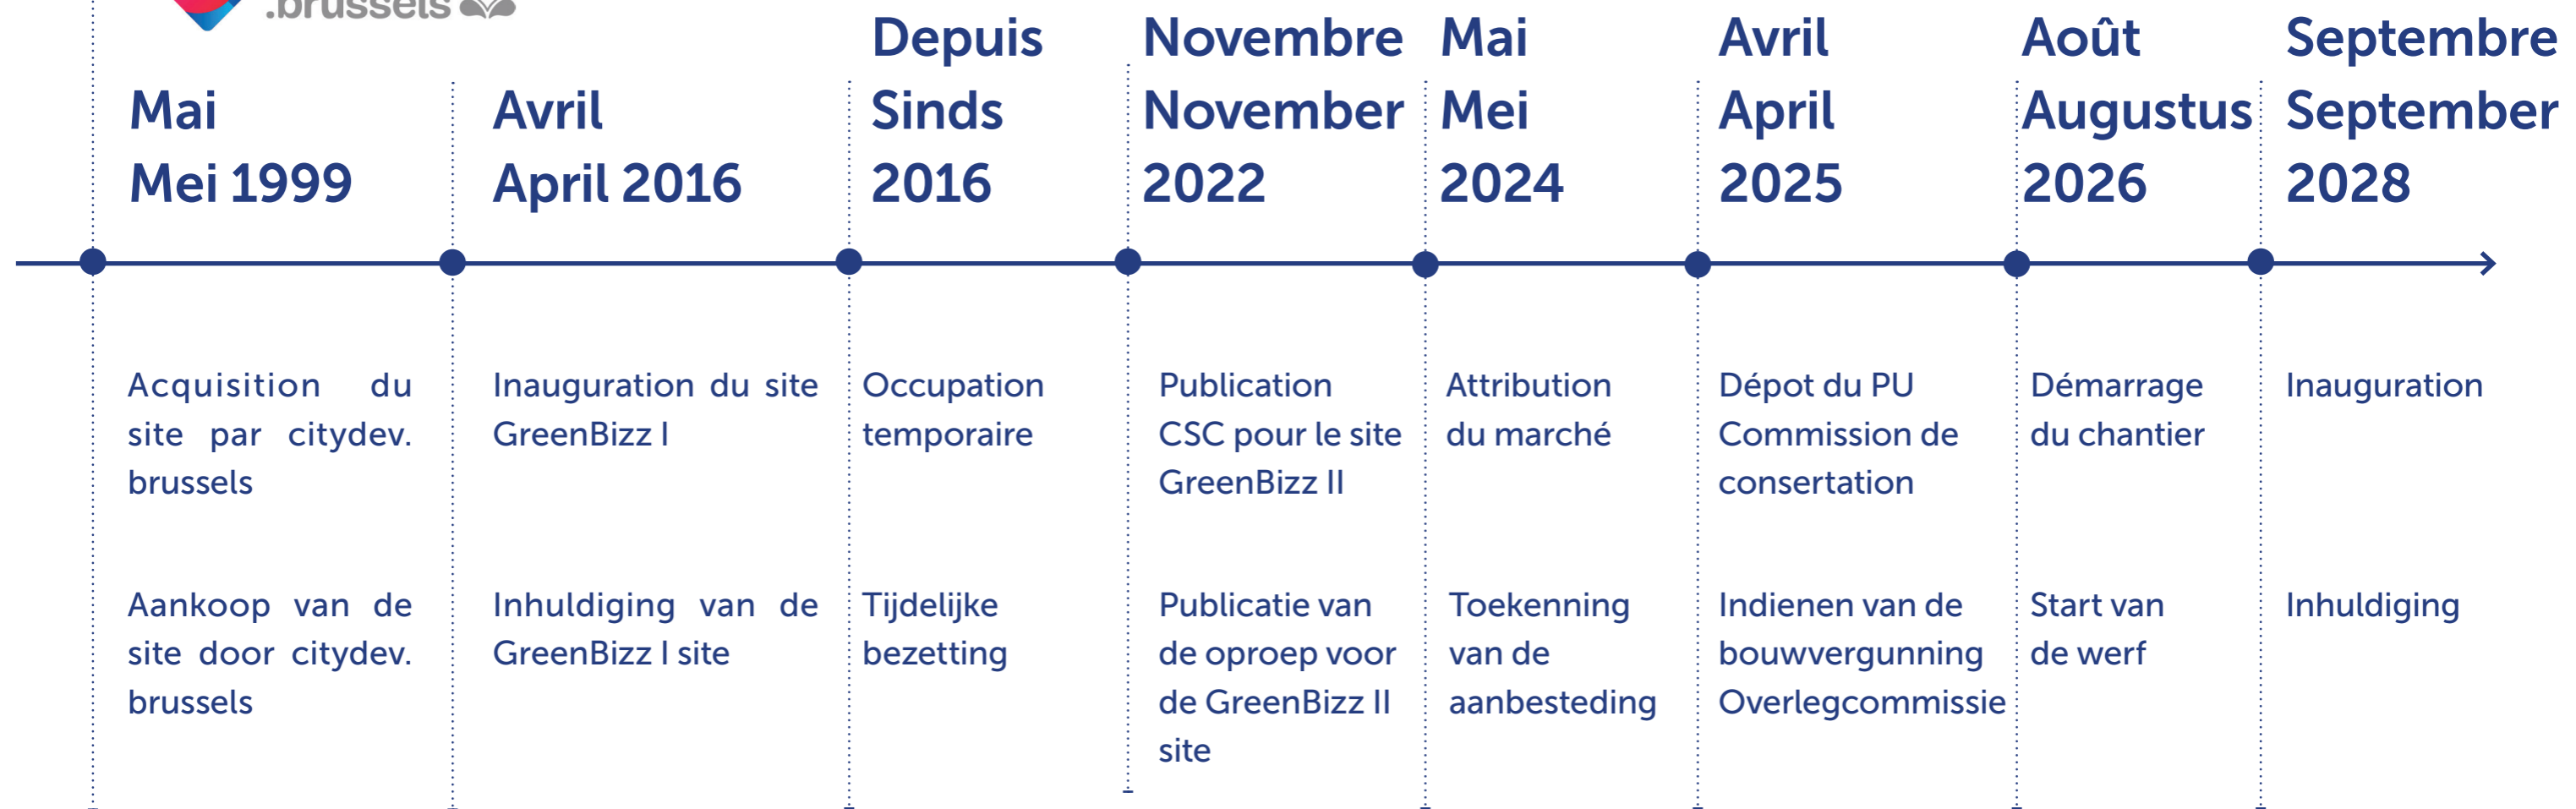 .brussels
Mai
Mei 1999
Avril
April 2016
Depuis
Sinds
2016
Novembre
November
2022
Mai
Mei
2024
Avril
April
2025
Août
Augustus
2026
Septembre
September
2028
Acquisition du
site par citydev.
brussels
Inauguration du site
GreenBizz I
Occupation
temporaire
Publication
CSC pour le site
GreenBizz II
Attribution
du marché
Dépot du PU
Commission de
consertation
Démarrage
du chantier
Inauguration
Aankoop van de
site door citydev.
brussels
Inhuldiging van de
GreenBizz I site
Tijdelijke
bezetting
Publicatie van
de oproep voor
de GreenBizz II
site
Toekenning
van de
aanbesteding
Indienen van de
bouwvergunning
Overlegcommissie
Start van
de werf
Inhuldiging